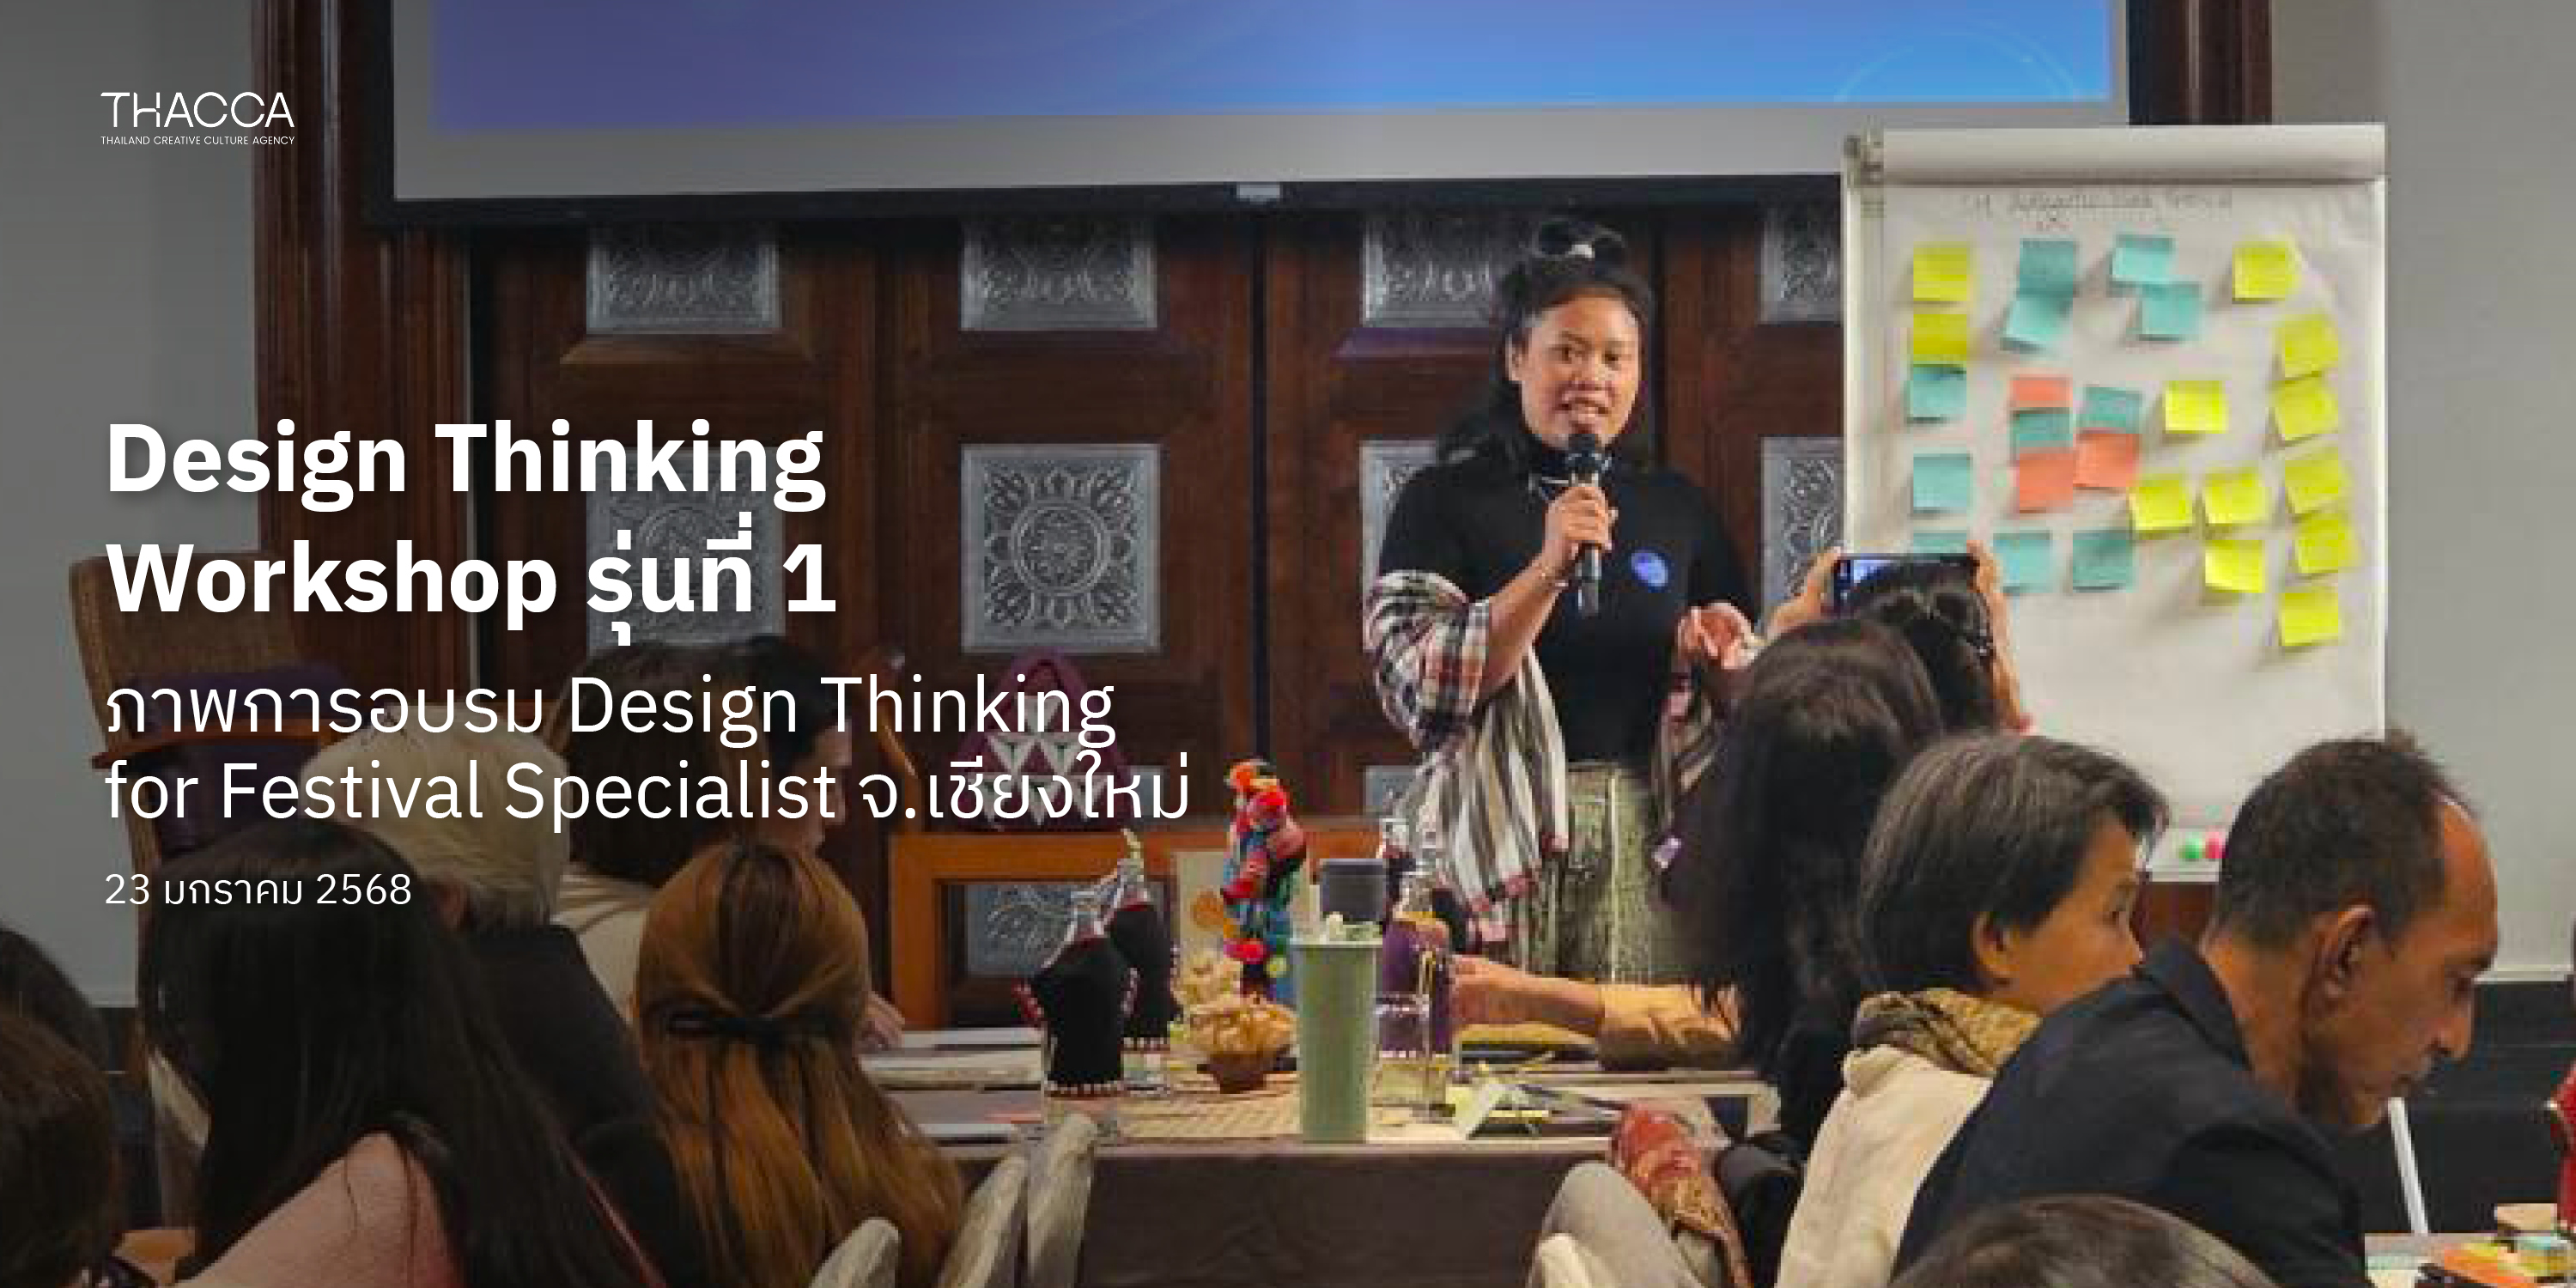 THACCA
THAILAND CREATIVE CULTURE AGENCY
Design Thinking
Workshop รุ่นที่ 1
ภาพการอบรม Design Thinking
for Festival Specialist จ.เชียงใหม่
23 มกราคม 2568